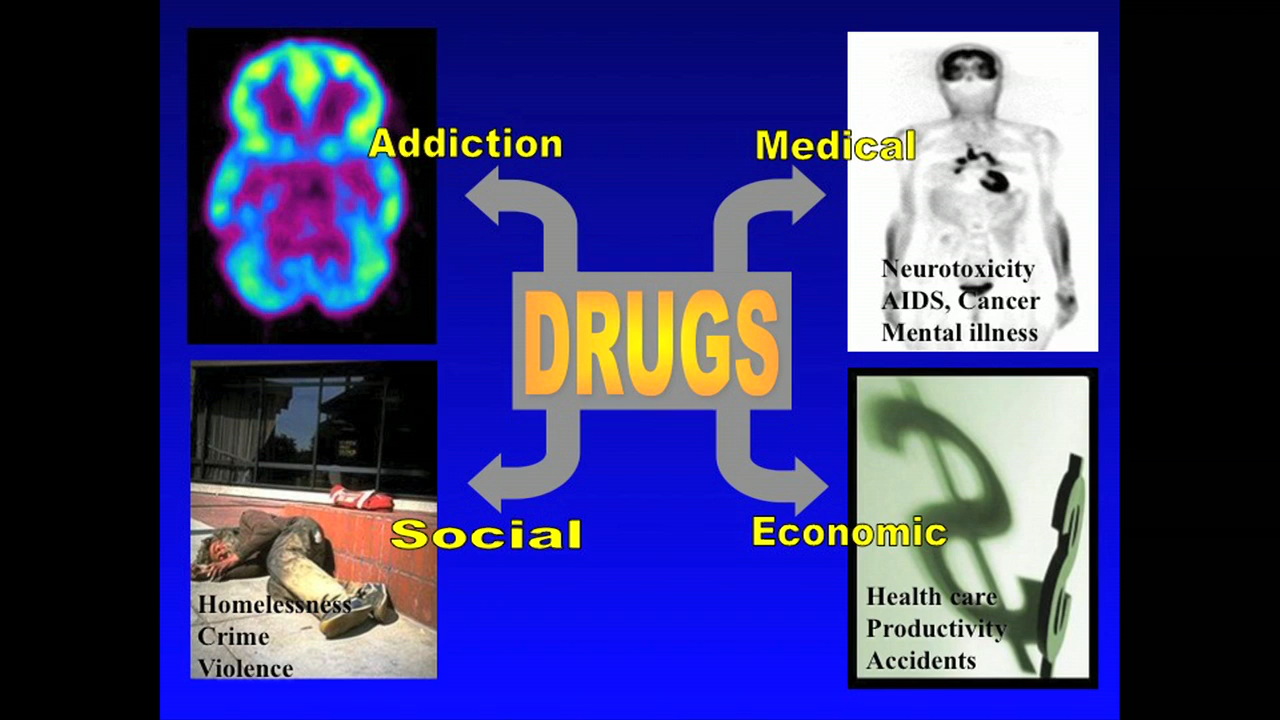 Addiction
Medical
Neurotoxicity
AIDS, Cancer
Mental illness
DRUGS
Social
Homelessness
Crime
Violence
Economic
Health care
Productivity
Accidents